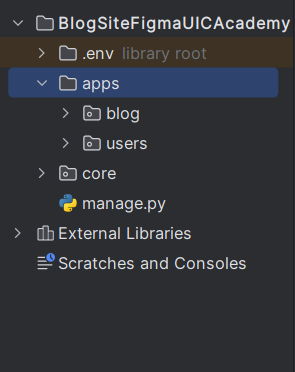 BlogSiteFigmaUICAcademy
.env library root
apps
blog
users
core
manage.py
External Libraries
Scratches and Consoles